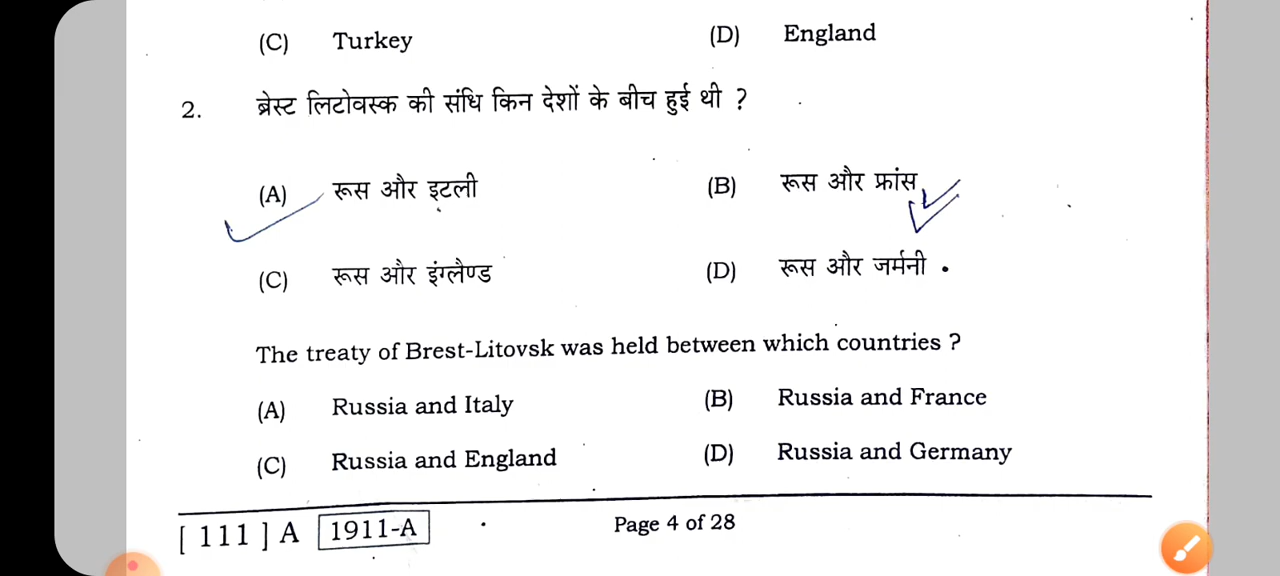 (C) Turkey (D) England
2. ब्रेस्ट लिटोवस्क की संधि किन देशों के बीच हुई थी ?
(A) रूस और इटली (B) रूस और फ्रांस
(C) रूस और इंग्लैण्ड (D) रूस और जर्मनी
The treaty of Brest-Litovsk was held between which countries ?
(A) Russia and Italy (B) Russia and France
(C) Russia and England (D) Russia and Germany
[ 111 ] A 1911-A Page 4 of 28